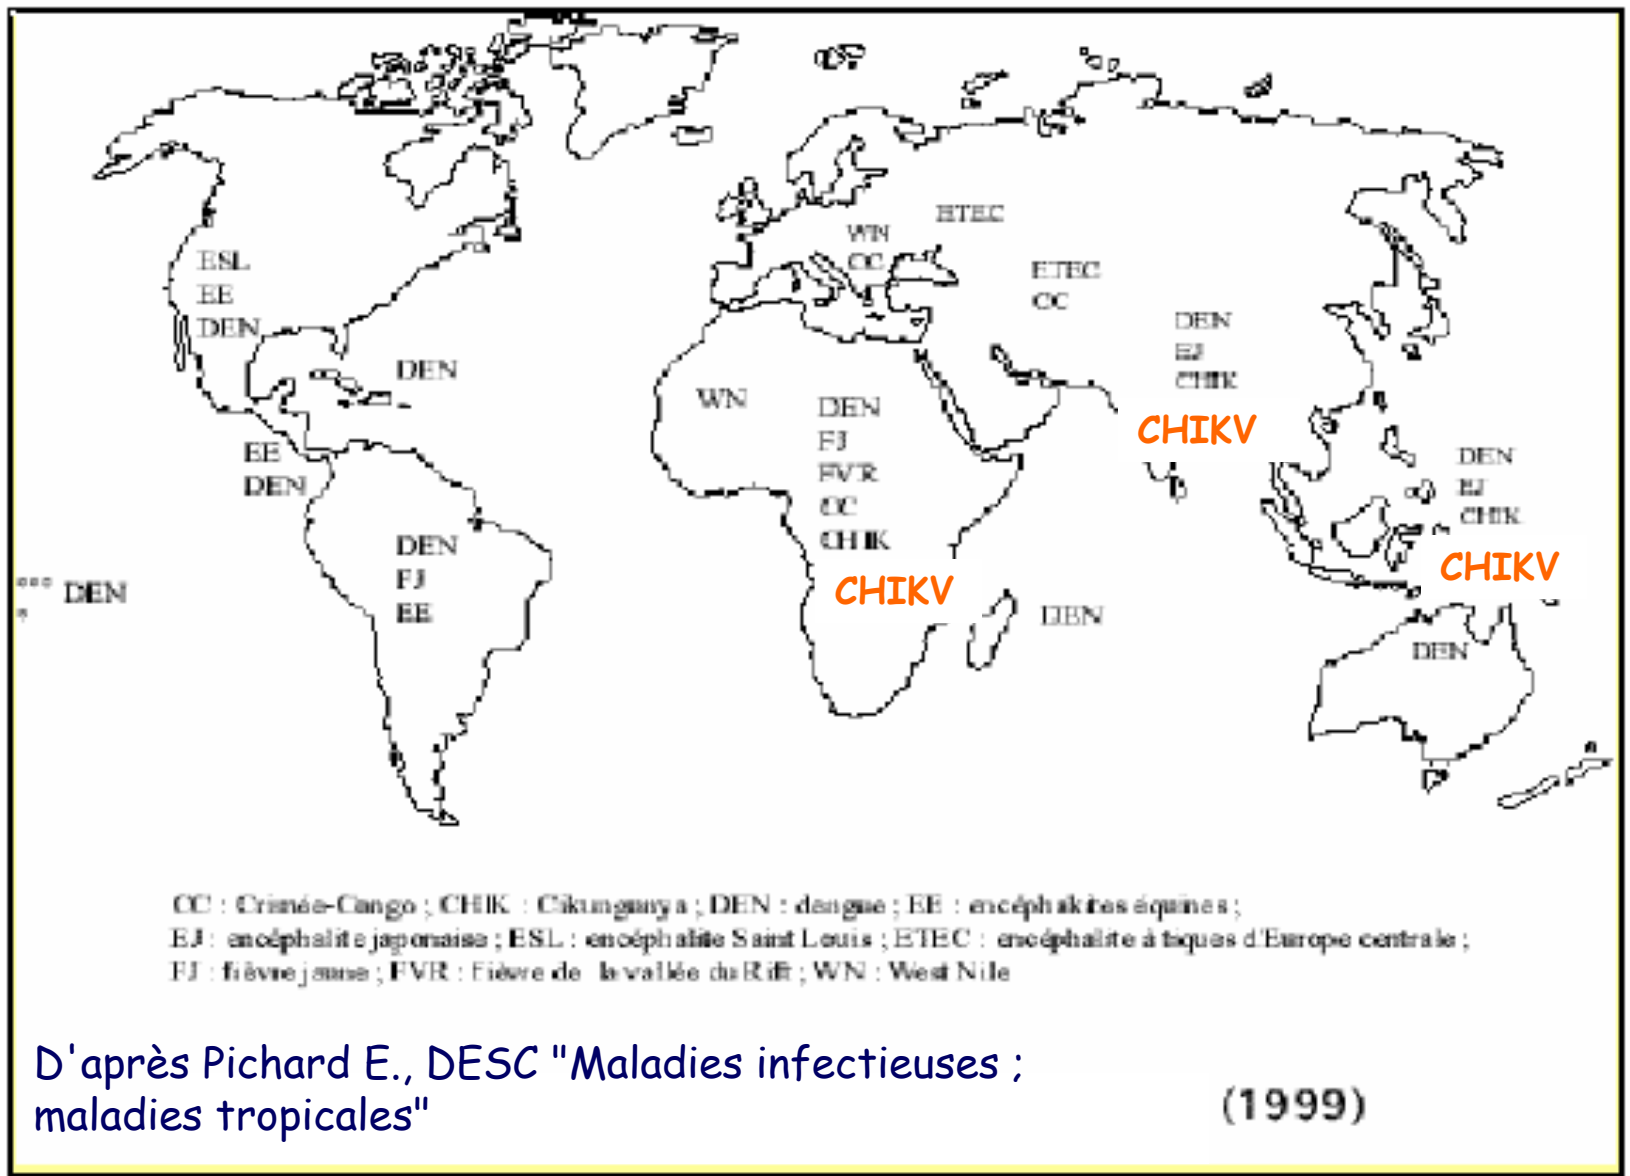 ETEC
WN
CC
ESL
EE
DEN
ETEC
CC
DEN
EJ
CHIK
CHIKV
DEN
WN
DEN
FJ
FVR
CC
CHIK
CHIKV
EE
DEN
DEN
EJ
CHIK
CHIKV
DEN
FJ
EE
DEN
DEN
DEN
CC : Crimée-Congo ; CHIK : Cikungunya ; DEN : dengue ; EE : encéphakites équines ;
EJ : encéphalite japonaise ; ESL : encéphalite Saint Louis ; ETEC : encéphalite à tiques d'Europe centrale ;
FJ : fièvre jaune ; FVR : Fièvre de la vallée du Rift ; WN : West Nile
D'après Pichard E., DESC "Maladies infectieuses ;
maladies tropicales"
(1999)